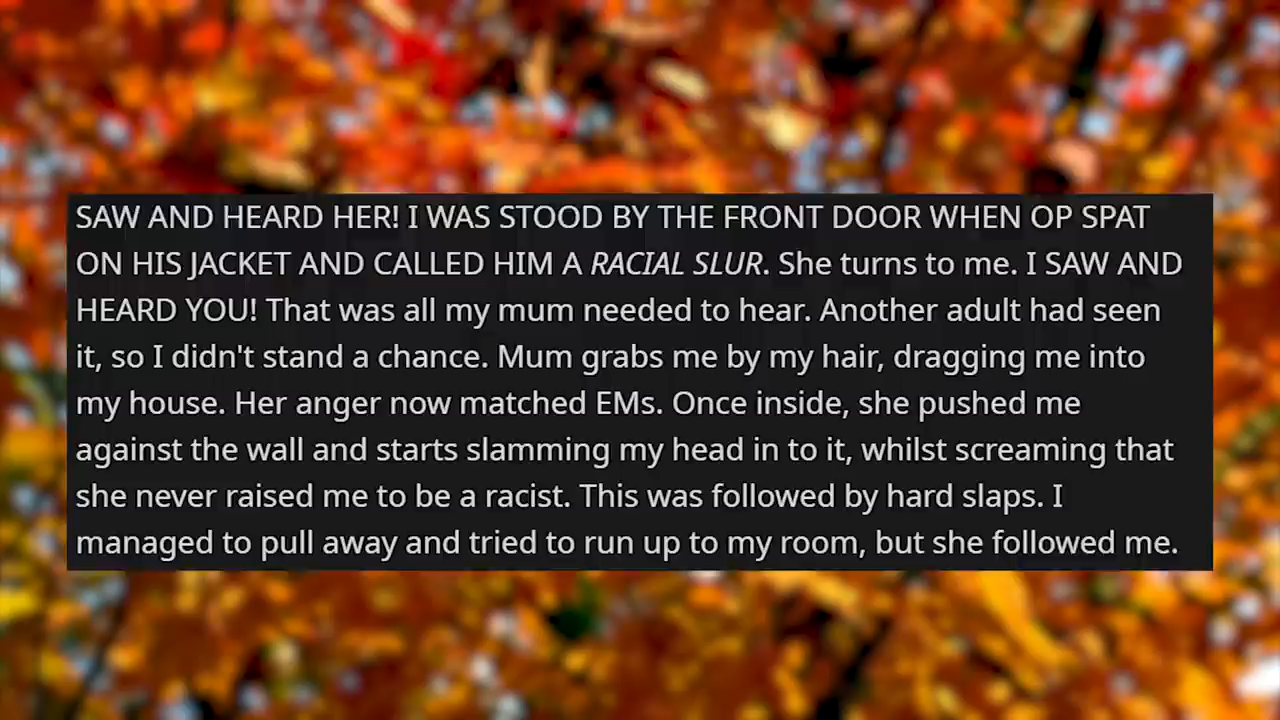 SAW AND HEARD HER! I WAS STOOD BY THE FRONT DOOR WHEN OP SPAT
ON HIS JACKET AND CALLED HIM A RACIAL SLUR. She turns to me. I SAW AND
HEARD YOU! That was all my mum needed to hear. Another adult had seen
it, so I didn't stand a chance. Mum grabs me by my hair, dragging me into
my house. Her anger now matched EMs. Once inside, she pushed me
against the wall and starts slamming my head in to it, whilst screaming that
she never raised me to be a racist. This was followed by hard slaps. I
managed to pull away and tried to run up to my room, but she followed me.